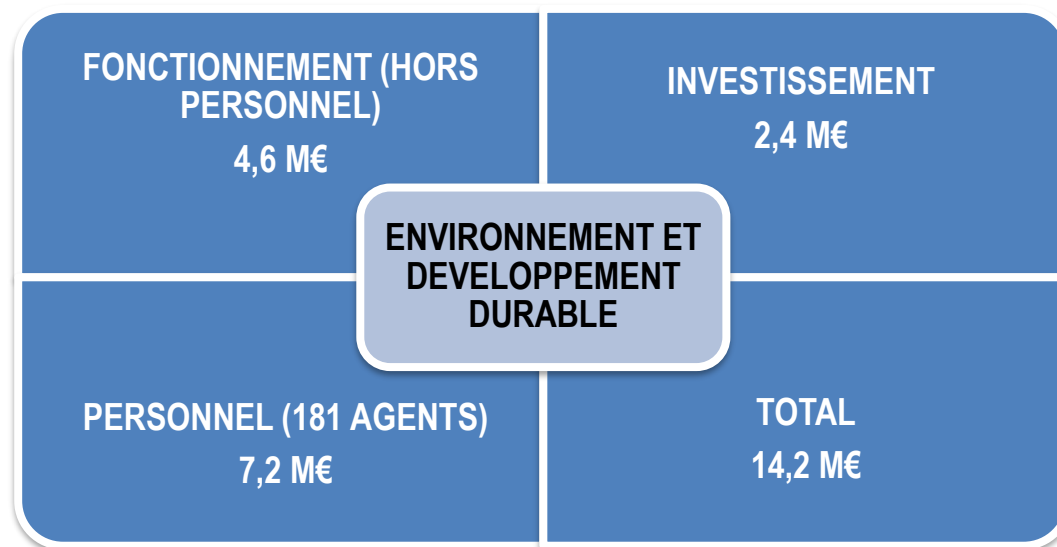 FONCTIONNEMENT (HORS
PERSONNEL)
4,6 M€
INVESTISSEMENT
2,4 M€
ENVIRONNEMENT ET
DEVELOPPEMENT
DURABLE
PERSONNEL (181 AGENTS)
7,2 M€
TOTAL
14,2 M€